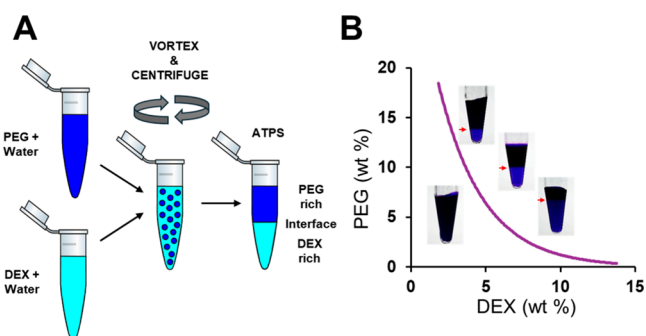 A
VORTEX
&
CENTRIFUGE
PEG +
Water
ATPS
PEG
rich
Interface
DEX
rich
DEX +
Water
B
PEG (wt %)
20
15
10
5
0
0 5 10 15
DEX (wt %)